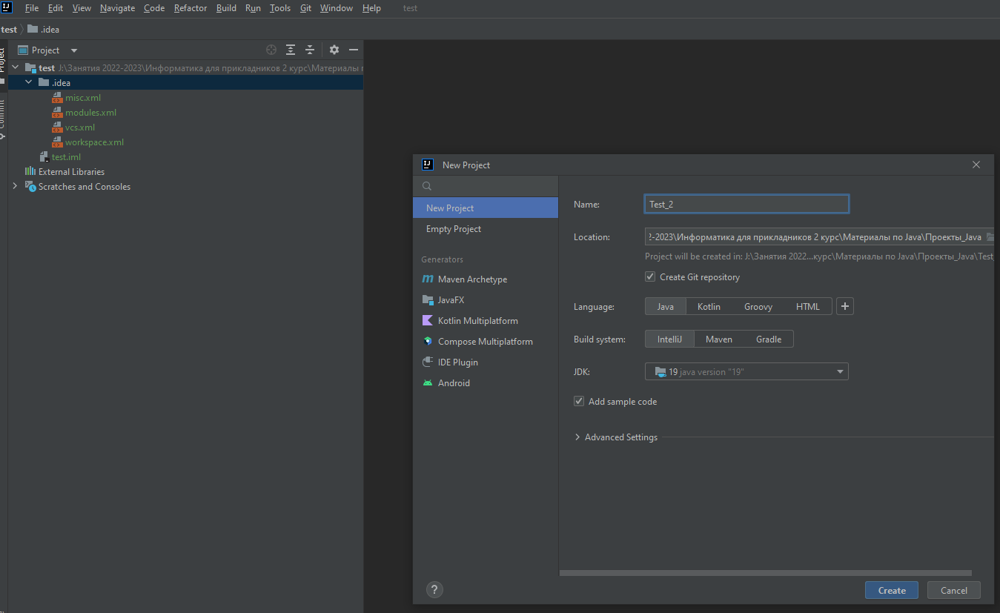 IJ File Edit View Navigate Code Refactor Build Run Tools Git Window Help test
test .idea
Project
Project
Commit
test J:\Занятия 2022-2023\Информатика для прикладников 2 курс\Материалы п
.idea
misc.xml
modules.xml
vcs.xml
workspace.xml
test.iml
External Libraries
Scratches and Consoles
IJ New Project
New Project
Empty Project
Generators
Maven Archetype
JavaFX
Kotlin Multiplatform
Compose Multiplatform
IDE Plugin
Android
Name: Test_2
Location: 2-2023\Информатика для прикладников 2 курс\Материалы по Java\Проекты_Java
Project will be created in: J:\Занятия 2022...курс\Материалы по Java\Проекты_Java\Test_
Create Git repository
Language: Java Kotlin Groovy HTML +
Build system: IntelliJ Maven Gradle
JDK: 19 java version "19"
Add sample code
Advanced Settings
? Create Cancel